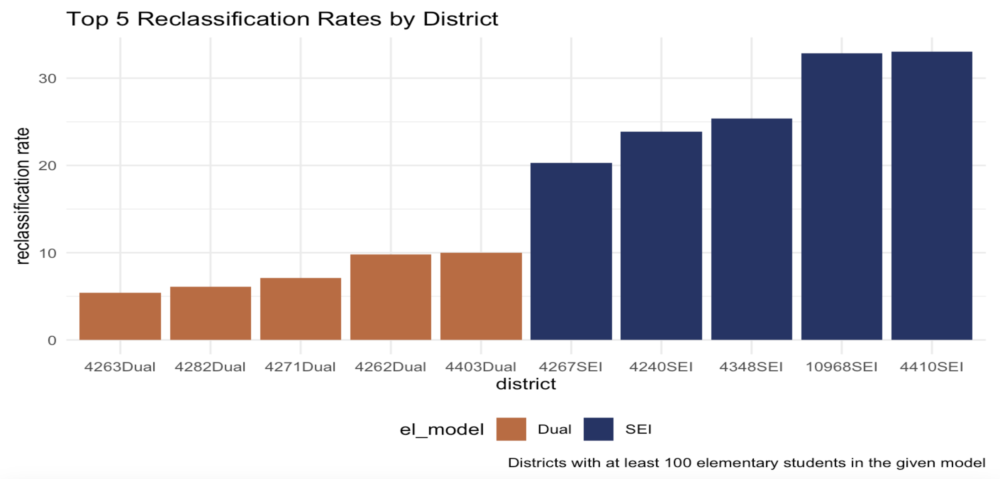 Top 5 Reclassification Rates by District
reclassification rate
30
20
10
0
4263Dual 4282Dual 4271Dual 4262Dual 4403Dual 4267SEI 4240SEI 4348SEI 10968SEI 4410SEI
district
el_model Dual SEI
Districts with at least 100 elementary students in the given model